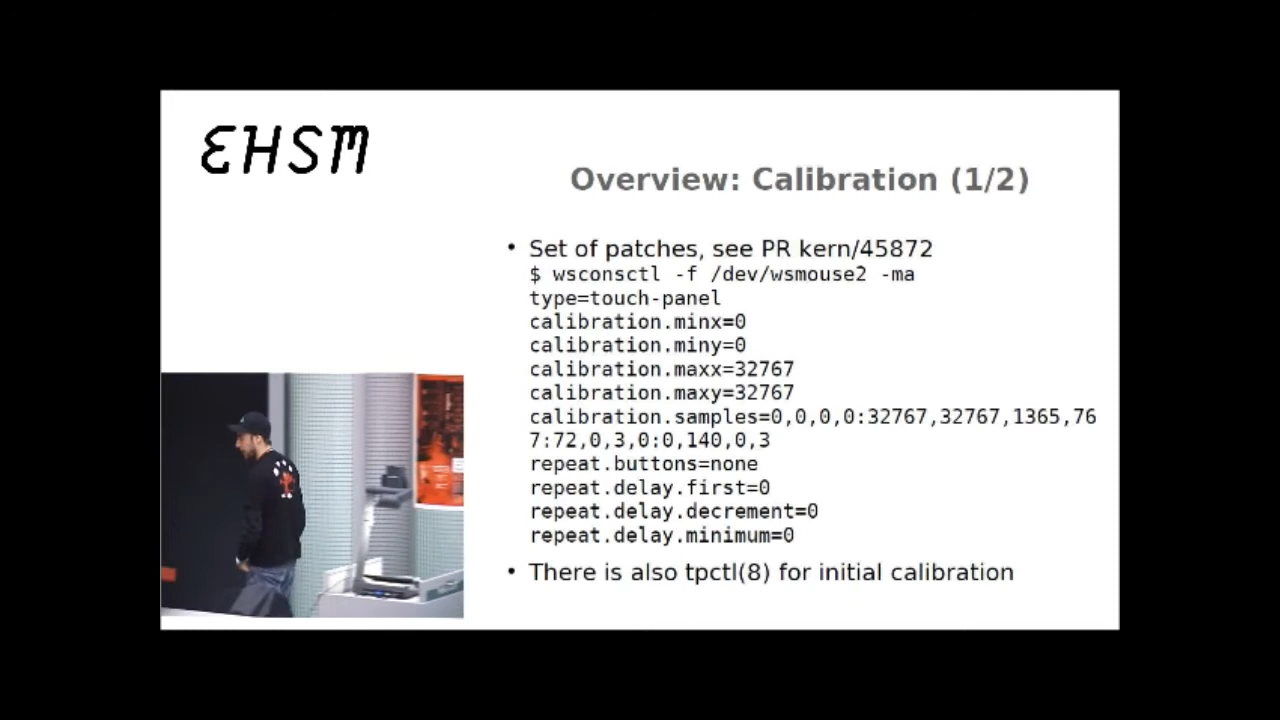 EHSM
Overview: Calibration (1/2)
• Set of patches, see PR kern/45872
$ wsconsctl -f /dev/wsmouse2 -ma
type=touch-panel
calibration.minx=0
calibration.miny=0
calibration.maxx=32767
calibration.maxy=32767
calibration.samples=0,0,0,0:32767,32767,1365,76
7:72,0,3,0:0,140,0,3
repeat.buttons=none
repeat.delay.first=0
repeat.delay.decrement=0
repeat.delay.minimum=0
• There is also tpctl(8) for initial calibration